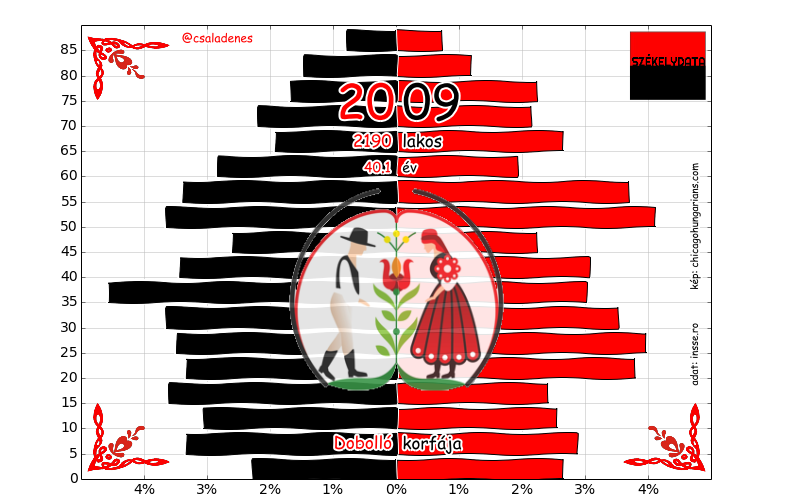 @csaladenes
SZÉKELYDATA
2009
2190 lakos
40.1 év
kép: chicagohungarians.com
adat: insse.ro
Dobolló korfája
85
80
75
70
65
60
55
50
45
40
35
30
25
20
15
10
5
0
4% 3% 2% 1% 0% 1% 2% 3% 4%